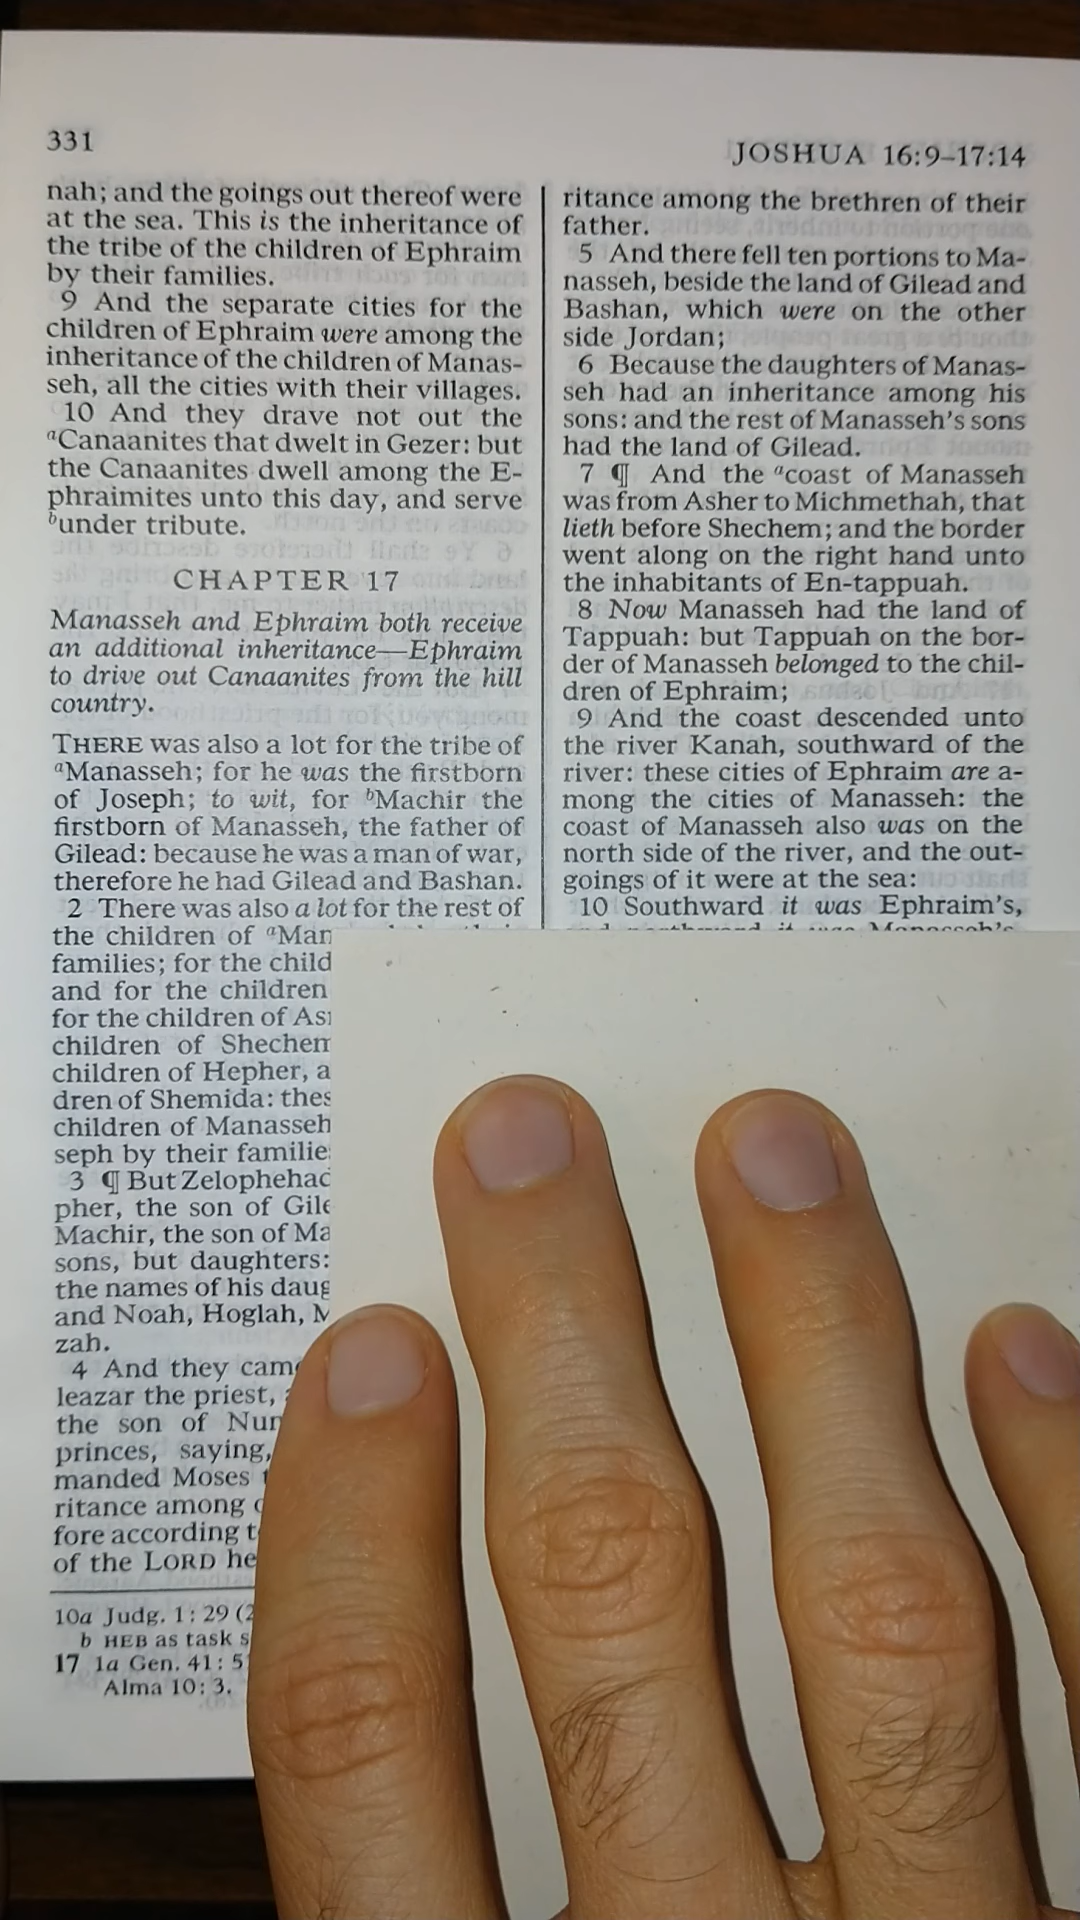 331
JOSHUA 16:9–17:14
nah; and the goings out thereof were
at the sea. This is the inheritance of
the tribe of the children of Ephraim
by their families.
9 And the separate cities for the
children of Ephraim were among the
inheritance of the children of Manas-
seh, all the cities with their villages.
10 And they drave not out the
aCanaanites that dwelt in Gezer: but
the Canaanites dwell among the E-
phraimites unto this day, and serve
bunder tribute.
CHAPTER 17
Manasseh and Ephraim both receive
an additional inheritance—Ephraim
to drive out Canaanites from the hill
country.
THERE was also a lot for the tribe of
aManasseh; for he was the firstborn
of Joseph; to wit, for bMachir the
firstborn of Manasseh, the father of
Gilead: because he was a man of war,
therefore he had Gilead and Bashan.
2 There was also a lot for the rest of
the children of
families; for the
and for the children
for the children of
children of
children of Hepher,
dren of Shemida:
children of Manasseh
seph by their
3 ¶ But
pher, the son of
Machir, the son of
sons, but daughters:
the names of his
and Noah, Hoglah,
zah.
4 And they
leazar the priest,
the son of
princes, saying,
manded Moses
ritance among
fore according
of the LORD he
10a Judg. 1:29
b HEB as task
17 1a Gen. 41:
Alma 10:3.
ritance among the brethren of their
father.
5 And there fell ten portions to Ma-
nasseh, beside the land of Gilead and
Bashan, which were on the other
side Jordan;
6 Because the daughters of Manas-
seh had an inheritance among his
sons: and the rest of Manasseh's sons
had the land of Gilead.
7 ¶ And the acoast of Manasseh
was from Asher to Michmethah, that
lieth before Shechem; and the border
went along on the right hand unto
the inhabitants of En-tappuah.
8 Now Manasseh had the land of
Tappuah: but Tappuah on the bor-
der of Manasseh belonged to the chil-
dren of Ephraim;
9 And the coast descended unto
the river Kanah, southward of the
river: these cities of Ephraim are a-
mong the cities of Manasseh: the
coast of Manasseh also was on the
north side of the river, and the out-
goings of it were at the sea:
10 Southward it was Ephraim's,